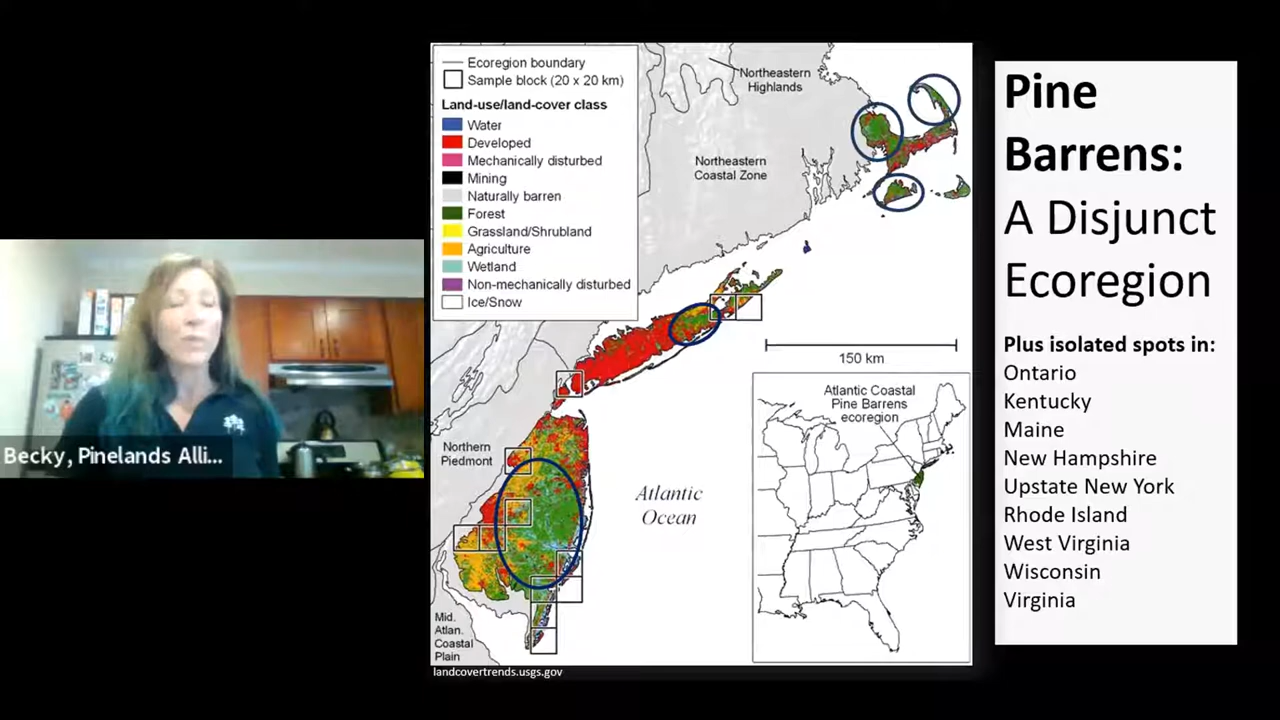 Becky, Pinelands Alli...
Ecoregion boundary
Sample block (20 x 20 km)
Land-use/land-cover class
Water
Developed
Mechanically disturbed
Mining
Naturally barren
Forest
Grassland/Shrubland
Agriculture
Wetland
Non-mechanically disturbed
Ice/Snow
Northeastern
Highlands
Northeastern
Coastal Zone
150 km
Northern
Piedmont
Atlantic
Ocean
Mid.
Atlan.
Coastal
Plain
Atlantic Coastal
Pine Barrens
ecoregion
landcovertrends.usgs.gov
Pine
Barrens:
A Disjunct
Ecoregion
Plus isolated spots in:
Ontario
Kentucky
Maine
New Hampshire
Upstate New York
Rhode Island
West Virginia
Wisconsin
Virginia